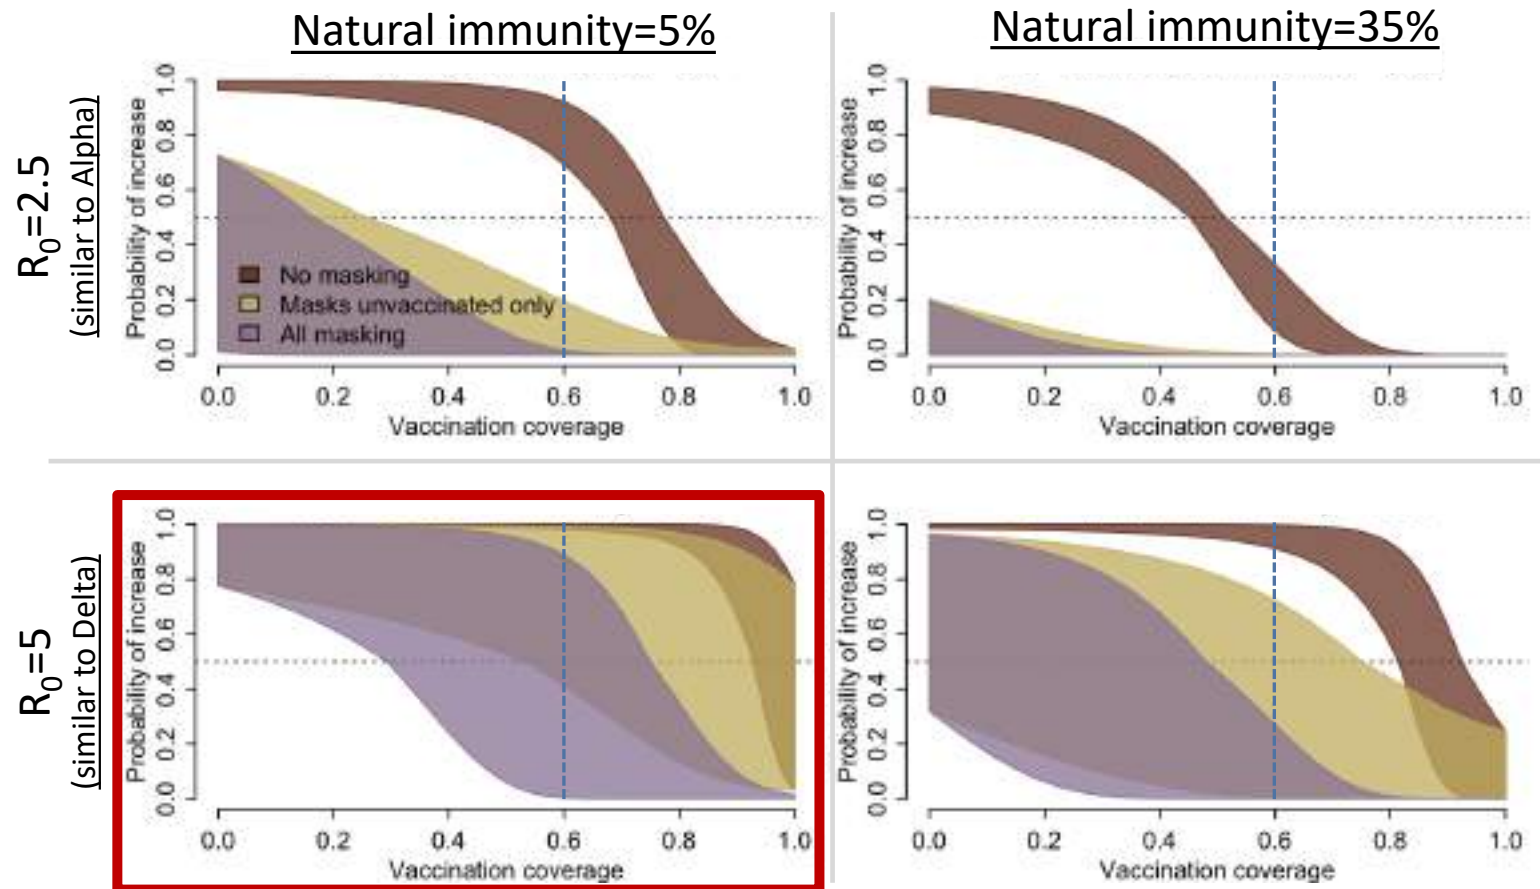 Natural immunity=5%
Natural immunity=35%
R0=2.5
(similar to Alpha)
Probability of increase
1.0
0.8
0.6
0.4
0.2
0.0
No masking
Masks unvaccinated only
All masking
0.0 0.2 0.4 0.6 0.8 1.0
Vaccination coverage
Probability of increase
1.0
0.8
0.6
0.4
0.2
0.0
0.0 0.2 0.4 0.6 0.8 1.0
Vaccination coverage
R0=5
(similar to Delta)
Probability of increase
1.0
0.8
0.6
0.4
0.2
0.0
0.0 0.2 0.4 0.6 0.8 1.0
Vaccination coverage
Probability of increase
1.0
0.8
0.6
0.4
0.2
0.0
0.0 0.2 0.4 0.6 0.8 1.0
Vaccination coverage